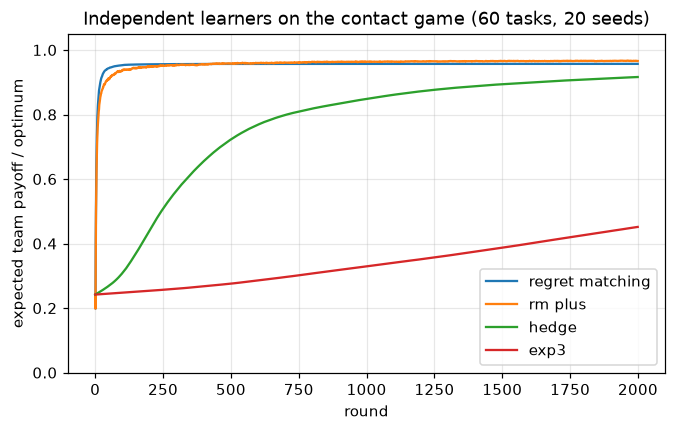 Independent learners on the contact game (60 tasks, 20 seeds)
expected team payoff / optimum
1.0
0.8
0.6
0.4
0.2
0.0
regret matching
rm plus
hedge
exp3
0 250 500 750 1000 1250 1500 1750 2000
round